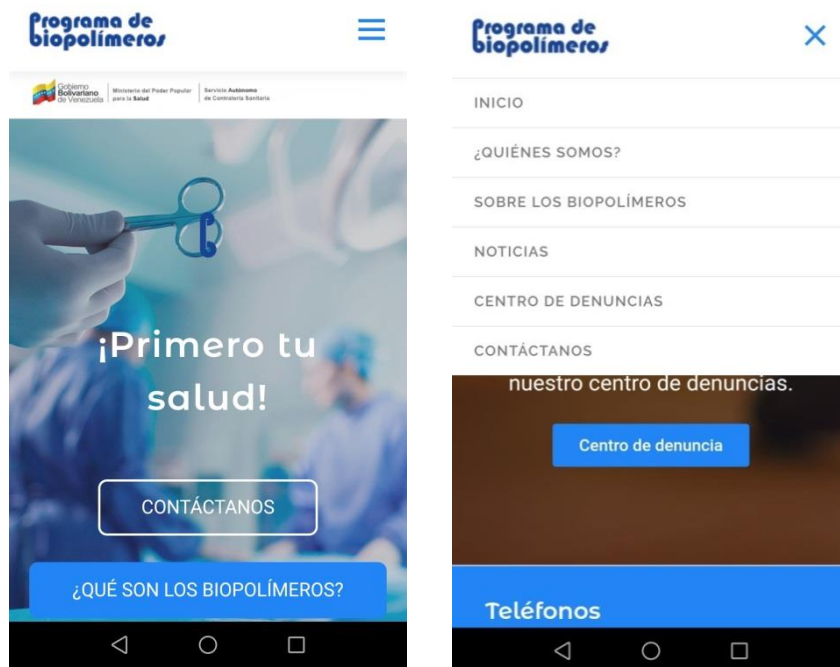 Programa de
biopolímeros
Gobierno
Bolivariano
de Venezuela
Ministerio del Poder Popular
para la Salud
Servicio Autónomo
de Contraloría Sanitaria
¡Primero tu
salud!
CONTÁCTANOS
¿QUÉ SON LOS BIOPOLÍMEROS?
Programa de
biopolímeros
INICIO
¿QUIÉNES SOMOS?
SOBRE LOS BIOPOLÍMEROS
NOTICIAS
CENTRO DE DENUNCIAS
CONTÁCTANOS
nuestro centro de denuncias.
Centro de denuncia
Teléfonos